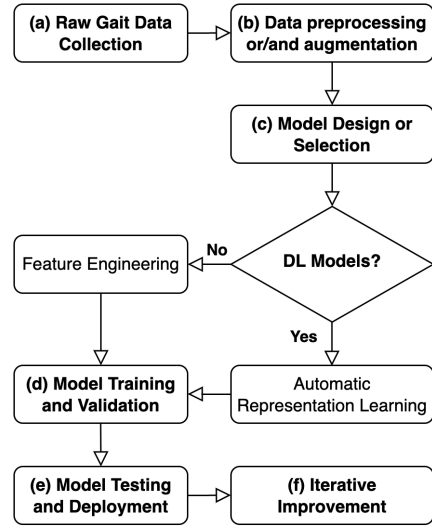 (a) Raw Gait Data
Collection
(b) Data preprocessing
or/and augmentation
(c) Model Design or
Selection
DL Models?
No
Feature Engineering
Yes
Automatic
Representation Learning
(d) Model Training
and Validation
(e) Model Testing
and Deployment
(f) Iterative
Improvement